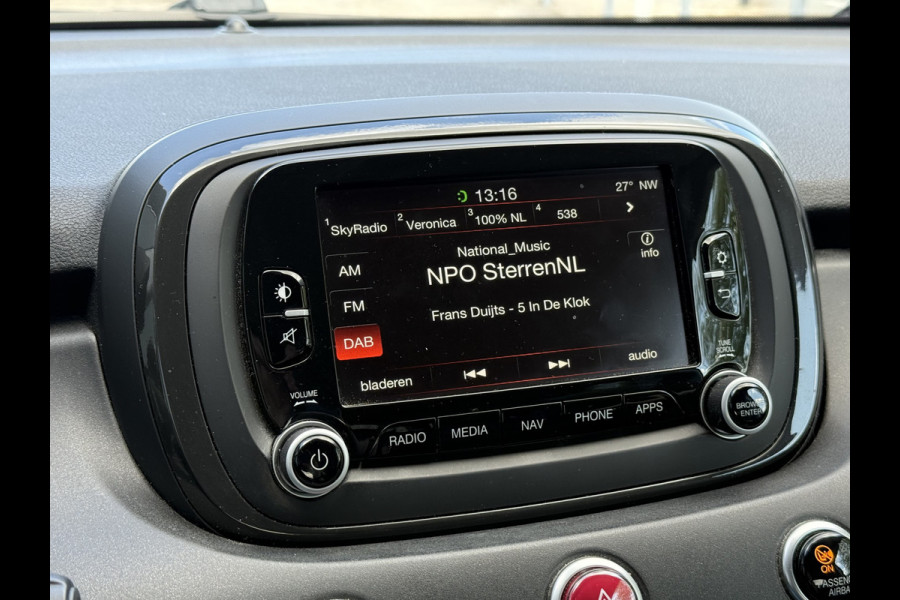 13:16
27° NW
1 SkyRadio 2 Veronica 3 100% NL 4 538
National_Music
info
AM
NPO SterrenNL
FM
Frans Duijts - 5 In De Klok
DAB
bladeren
audio
VOLUME
TUNE
SCROLL
RADIO MEDIA NAV PHONE APPS
BROWSE
ENTER
ON